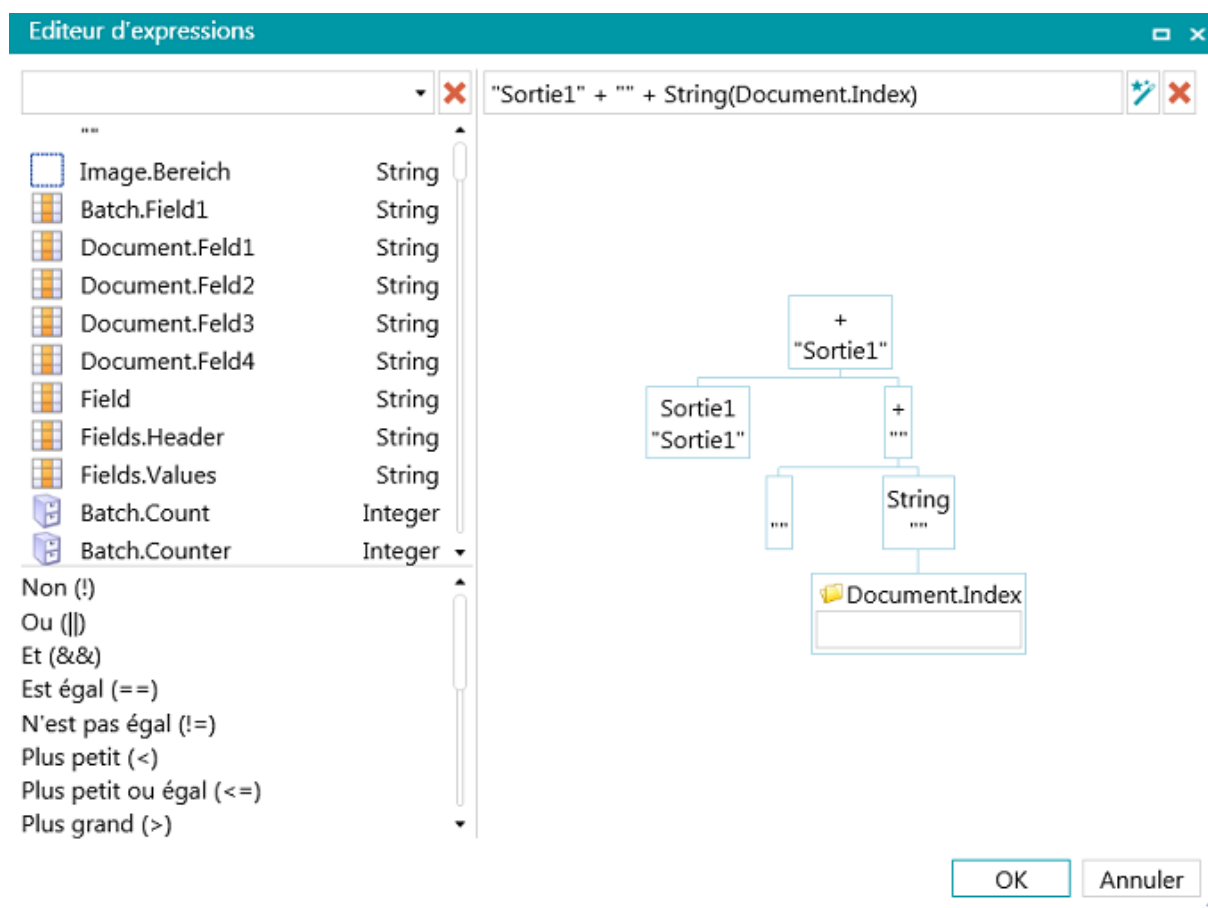 Editeur d'expressions
"Sortie1" + "" + String(Document.Index)
""
Image.Bereich String
Batch.Field1 String
Document.Feld1 String
Document.Feld2 String
Document.Feld3 String
Document.Feld4 String
Field String
Fields.Header String
Fields.Values String
Batch.Count Integer
Batch.Counter Integer
Non (!)
Ou (||)
Et (&&)
Est égal (==)
N'est pas égal (!=)
Plus petit (<)
Plus petit ou égal (<=)
Plus grand (>)
+
"Sortie1"
Sortie1
"Sortie1"
+
""
""
String
""
Document.Index
OK Annuler